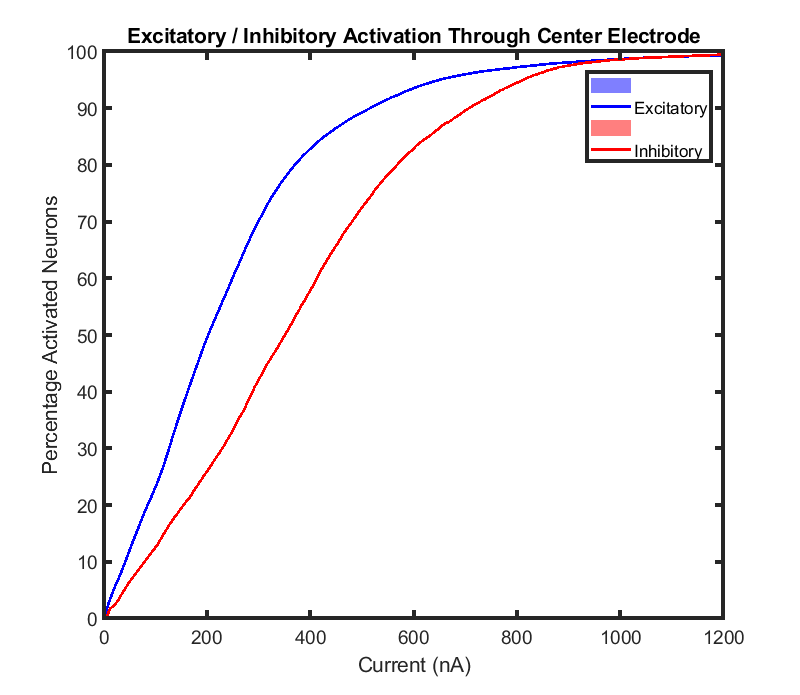 Excitatory / Inhibitory Activation Through Center Electrode
100
90
80
70
60
50
40
30
20
10
0
Percentage Activated Neurons
Excitatory
Inhibitory
0 200 400 600 800 1000 1200
Current (nA)